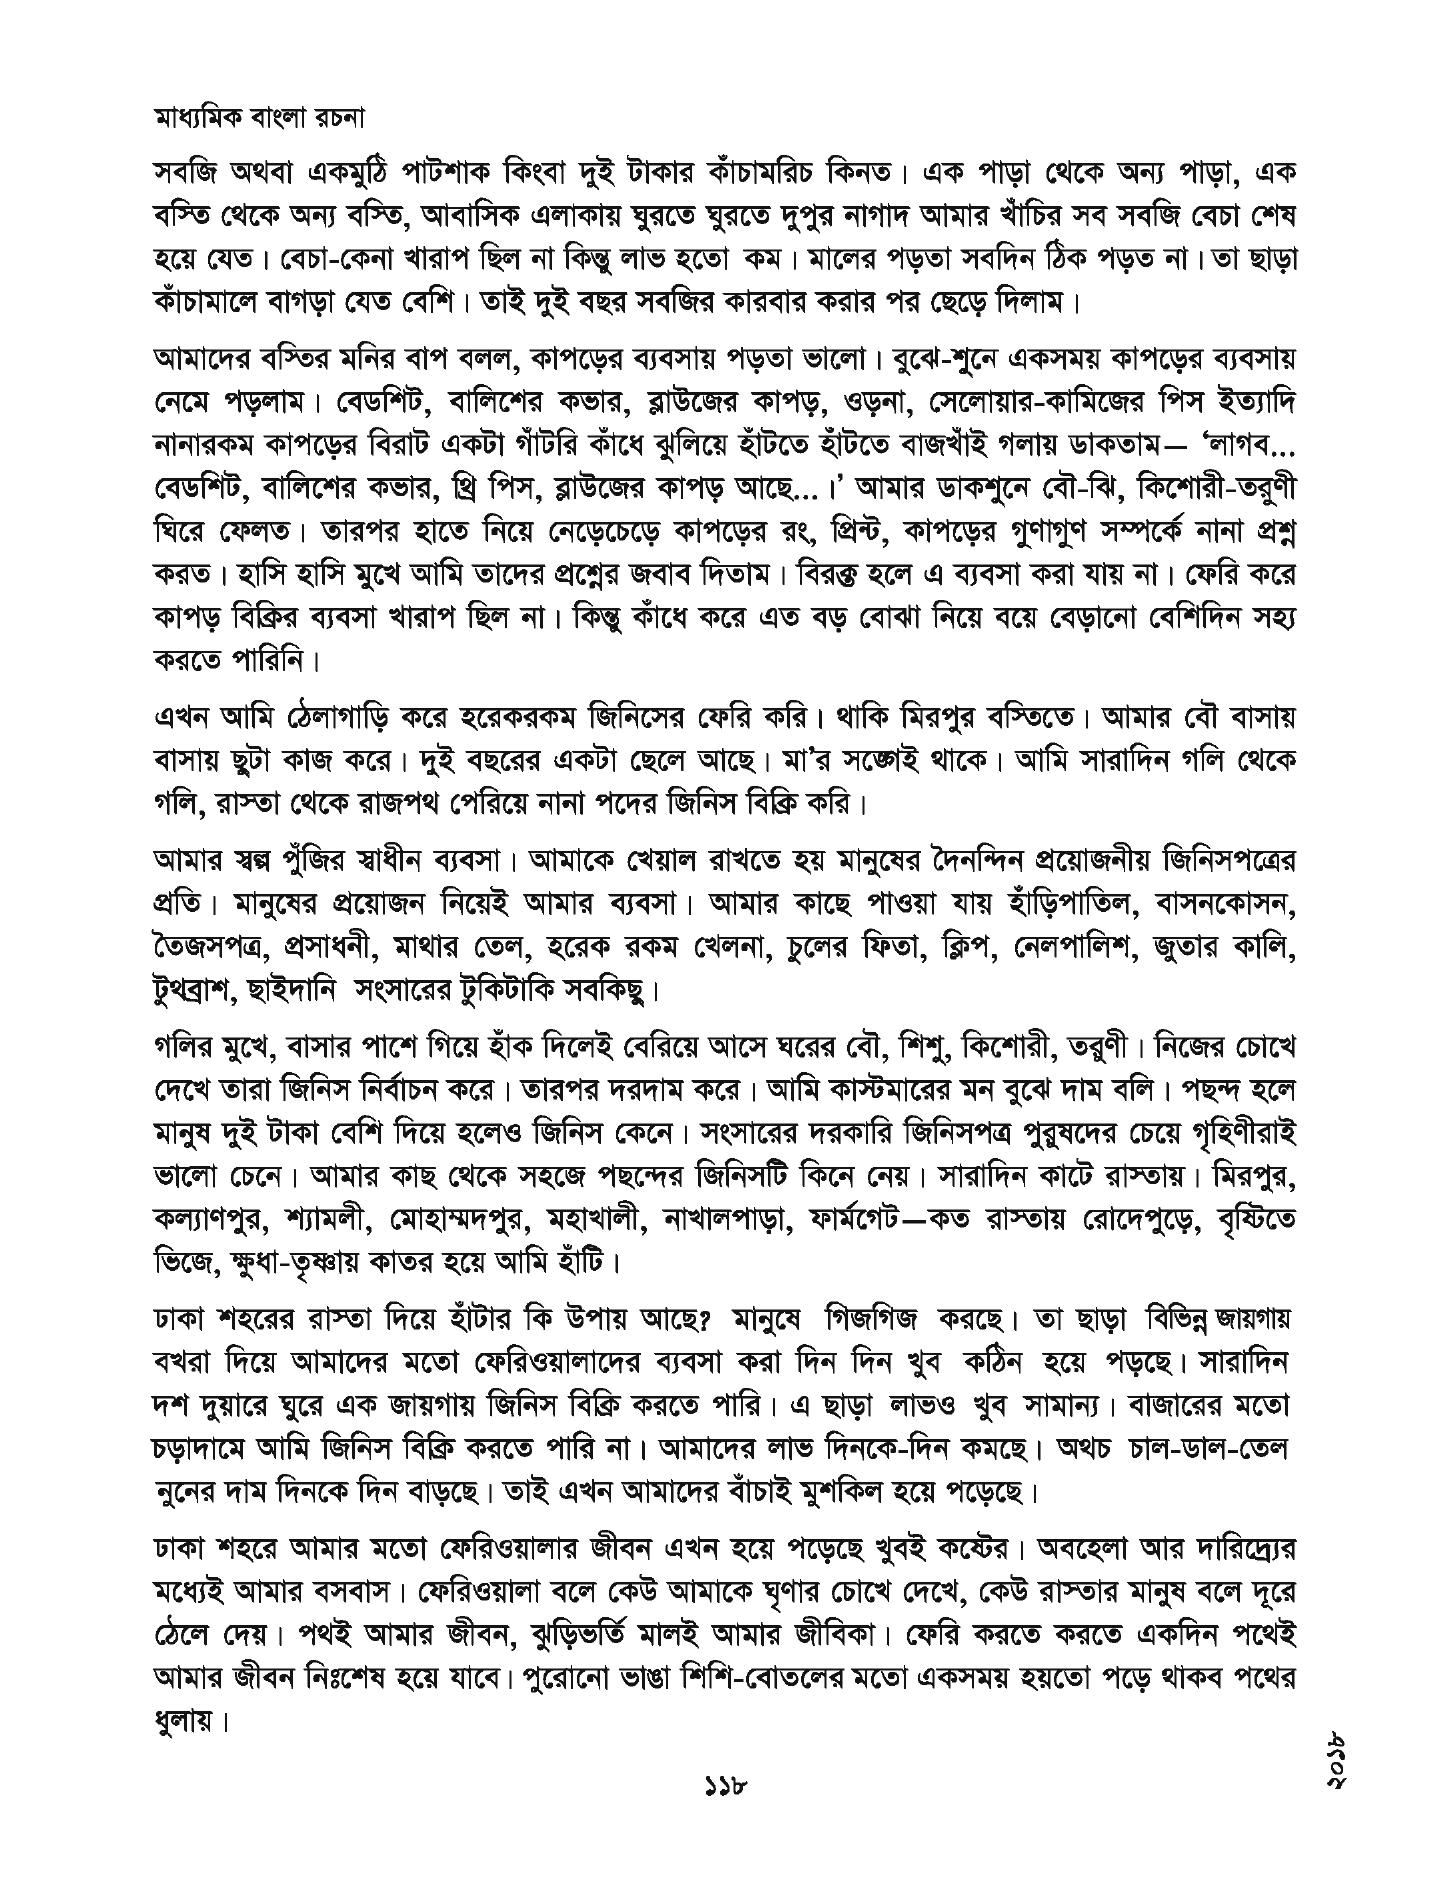 মাধ্যমিক বাংলা রচনা
সবজি অথবা একমুঠি পাটশাক কিংবা দুই টাকার কাঁচামরিচ কিনত। এক পাড়া থেকে অন্য পাড়া, এক
বস্তি থেকে অন্য বস্তি, আবাসিক এলাকায় ঘুরতে ঘুরতে দুপুর নাগাদ আমার খাঁচির সব সবজি বেচা শেষ
হয়ে যেত। বেচা-কেনা খারাপ ছিল না কিন্তু লাভ হতো কম। মালের পড়তা সবদিন ঠিক পড়ত না। তা ছাড়া
কাঁচামালে বাগড়া যেত বেশি। তাই দুই বছর সবজির কারবার করার পর ছেড়ে দিলাম।
আমাদের বস্তির মনির বাপ বলল, কাপড়ের ব্যবসায় পড়তা ভালো। বুঝে-শুনে একসময় কাপড়ের ব্যবসায়
নেমে পড়লাম। বেডশিট, বালিশের কভার, ব্লাউজের কাপড়, ওড়না, সেলোয়ার-কামিজের পিস ইত্যাদি
নানারকম কাপড়ের বিরাট একটা গাঁটরি কাঁধে ঝুলিয়ে হাঁটতে হাঁটতে বাজখাঁই গলায় ডাকতাম— ‘লাগব...
বেডশিট, বালিশের কভার, থ্রি পিস, ব্লাউজের কাপড় আছে...।’ আমার ডাকশুনে বৌ-ঝি, কিশোরী-তরুণী
ঘিরে ফেলত। তারপর হাতে নিয়ে নেড়েচেড়ে কাপড়ের রং, প্রিন্ট, কাপড়ের গুণাগুণ সম্পর্কে নানা প্রশ্ন
করত। হাসি হাসি মুখে আমি তাদের প্রশ্নের জবাব দিতাম। বিরক্ত হলে এ ব্যবসা করা যায় না। ফেরি করে
কাপড় বিক্রির ব্যবসা খারাপ ছিল না। কিন্তু কাঁধে করে এত বড় বোঝা নিয়ে বয়ে বেড়ানো বেশিদিন সহ্য
করতে পারিনি।
এখন আমি ঠেলাগাড়ি করে হরেকরকম জিনিসের ফেরি করি। থাকি মিরপুর বস্তিতে। আমার বৌ বাসায়
বাসায় ছুটা কাজ করে। দুই বছরের একটা ছেলে আছে। মা’র সঙ্গেই থাকে। আমি সারাদিন গলি থেকে
গলি, রাস্তা থেকে রাজপথ পেরিয়ে নানা পদের জিনিস বিক্রি করি।
আমার স্বল্প পুঁজির স্বাধীন ব্যবসা। আমাকে খেয়াল রাখতে হয় মানুষের দৈনন্দিন প্রয়োজনীয় জিনিসপত্রের
প্রতি। মানুষের প্রয়োজন নিয়েই আমার ব্যবসা। আমার কাছে পাওয়া যায় হাঁড়িপাতিল, বাসনকোসন,
তৈজসপত্র, প্রসাধনী, মাথার তেল, হরেক রকম খেলনা, চুলের ফিতা, ক্লিপ, নেলপালিশ, জুতার কালি,
টুথব্রাশ, ছাইদানি সংসারের টুকিটাকি সবকিছু।
গলির মুখে, বাসার পাশে গিয়ে হাঁক দিলেই বেরিয়ে আসে ঘরের বৌ, শিশু, কিশোরী, তরুণী। নিজের চোখে
দেখে তারা জিনিস নির্বাচন করে। তারপর দরদাম করে। আমি কাস্টমারের মন বুঝে দাম বলি। পছন্দ হলে
মানুষ দুই টাকা বেশি দিয়ে হলেও জিনিস কেনে। সংসারের দরকারি জিনিসপত্র পুরুষদের চেয়ে গৃহিণীরাই
ভালো চেনে। আমার কাছ থেকে সহজে পছন্দের জিনিসটি কিনে নেয়। সারাদিন কাটে রাস্তায়। মিরপুর,
কল্যাণপুর, শ্যামলী, মোহাম্মদপুর, মহাখালী, নাখালপাড়া, ফার্মগেট—কত রাস্তায় রোদেপুড়ে, বৃষ্টিতে
ভিজে, ক্ষুধা-তৃষ্ণায় কাতর হয়ে আমি হাঁটি।
ঢাকা শহরের রাস্তা দিয়ে হাঁটার কি উপায় আছে? মানুষে গিজগিজ করছে। তা ছাড়া বিভিন্ন জায়গায়
বখরা দিয়ে আমাদের মতো ফেরিওয়ালাদের ব্যবসা করা দিন দিন খুব কঠিন হয়ে পড়ছে। সারাদিন
দশ দুয়ারে ঘুরে এক জায়গায় জিনিস বিক্রি করতে পারি। এ ছাড়া লাভও খুব সামান্য। বাজারের মতো
চড়াদামে আমি জিনিস বিক্রি করতে পারি না। আমাদের লাভ দিনকে-দিন কমছে। অথচ চাল-ডাল-তেল
নুনের দাম দিনকে দিন বাড়ছে। তাই এখন আমাদের বাঁচাই মুশকিল হয়ে পড়েছে।
ঢাকা শহরে আমার মতো ফেরিওয়ালার জীবন এখন হয়ে পড়েছে খুবই কষ্টের। অবহেলা আর দারিদ্র্যের
মধ্যেই আমার বসবাস। ফেরিওয়ালা বলে কেউ আমাকে ঘৃণার চোখে দেখে, কেউ রাস্তার মানুষ বলে দূরে
ঠেলে দেয়। পথই আমার জীবন, ঝুড়িভর্তি মালই আমার জীবিকা। ফেরি করতে করতে একদিন পথেই
আমার জীবন নিঃশেষ হয়ে যাবে। পুরোনো ভাঙা শিশি-বোতলের মতো একসময় হয়তো পড়ে থাকব পথের
ধুলায়।
১১৮
২০১৮